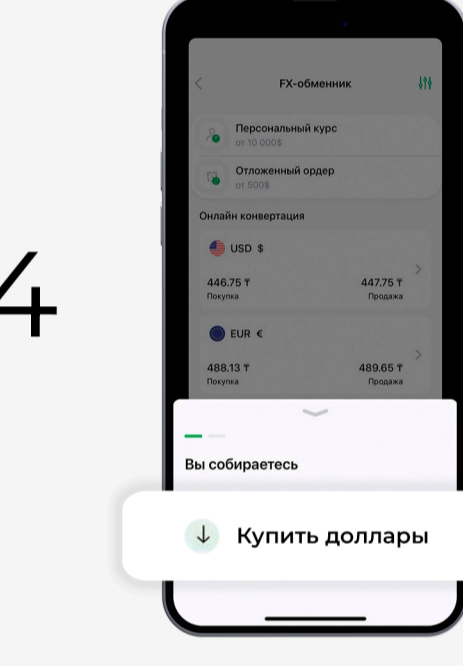 4
FX-обменник
Персональный курс
от 10 000$
Отложенный ордер
от 500$
Онлайн конвертация
USD $
446.75 ₸ 447.75 ₸
Покупка Продажа
EUR €
488.13 ₸ 489.65 ₸
Покупка Продажа
Вы собираетесь
Купить доллары